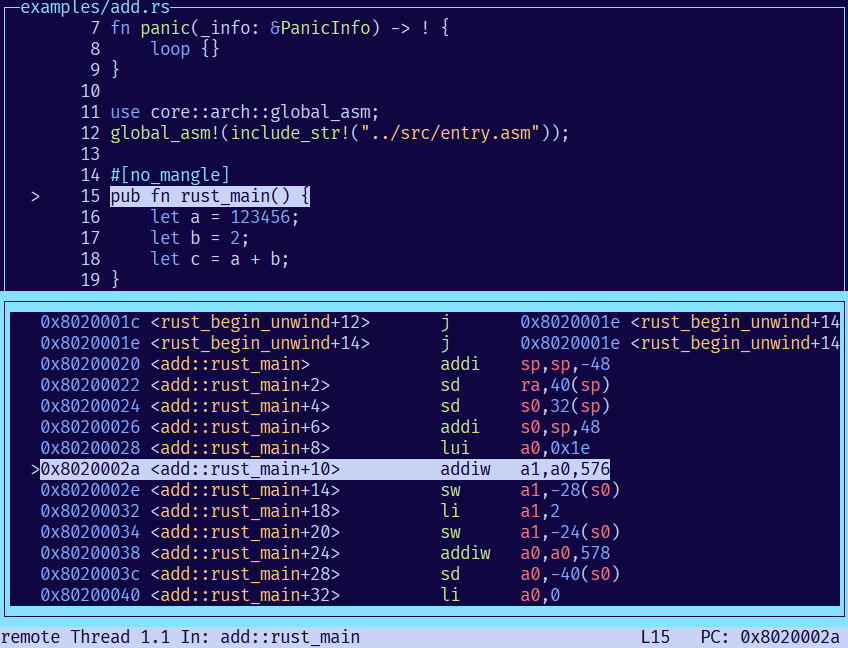 examples/add.rs
7 fn panic(_info: &PanicInfo) -> ! {
8     loop {}
9 }
10
11 use core::arch::global_asm;
12 global_asm!(include_str!("../src/entry.asm"));
13
14 #[no_mangle]
> 15 pub fn rust_main() {
16     let a = 123456;
17     let b = 2;
18     let c = a + b;
19 }
0x8020001c <rust_begin_unwind+12> j 0x8020001e <rust_begin_unwind+14
0x8020001e <rust_begin_unwind+14> j 0x8020001e <rust_begin_unwind+14
0x80200020 <add::rust_main> addi sp,sp,-48
0x80200022 <add::rust_main+2> sd ra,40(sp)
0x80200024 <add::rust_main+4> sd s0,32(sp)
0x80200026 <add::rust_main+6> addi s0,sp,48
0x80200028 <add::rust_main+8> lui a0,0x1e
>0x8020002a <add::rust_main+10> addiw a1,a0,576
0x8020002e <add::rust_main+14> sw a1,-28(s0)
0x80200032 <add::rust_main+18> li a1,2
0x80200034 <add::rust_main+20> sw a1,-24(s0)
0x80200038 <add::rust_main+24> addiw a0,a0,578
0x8020003c <add::rust_main+28> sd a0,-40(s0)
0x80200040 <add::rust_main+32> li a0,0
remote Thread 1.1 In: add::rust_main L15 PC: 0x8020002a